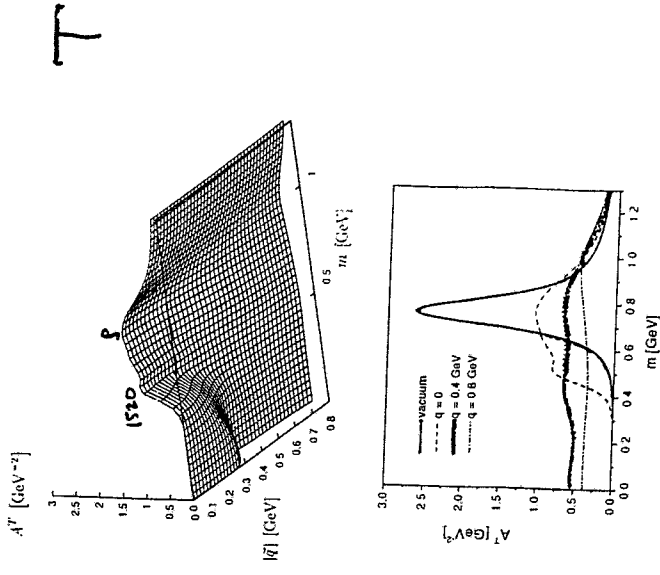 T
A^T [GeV^{-2}]
3
2.5
2
1.5
1
0.5
0.0
ρ
1520
0.1
0.2
0.3
0.4
0.5
0.6
0.7
0.8
|q⃗| [GeV]
0.5
1
m [GeV]
3.0
2.5
2.0
1.5
1.0
0.5
0.0
A^T [GeV^{-2}]
vacuum
q = 0
q = 0.4 GeV
q = 0.8 GeV
0.0 0.2 0.4 0.6 0.8 1.0 1.2
m [GeV]